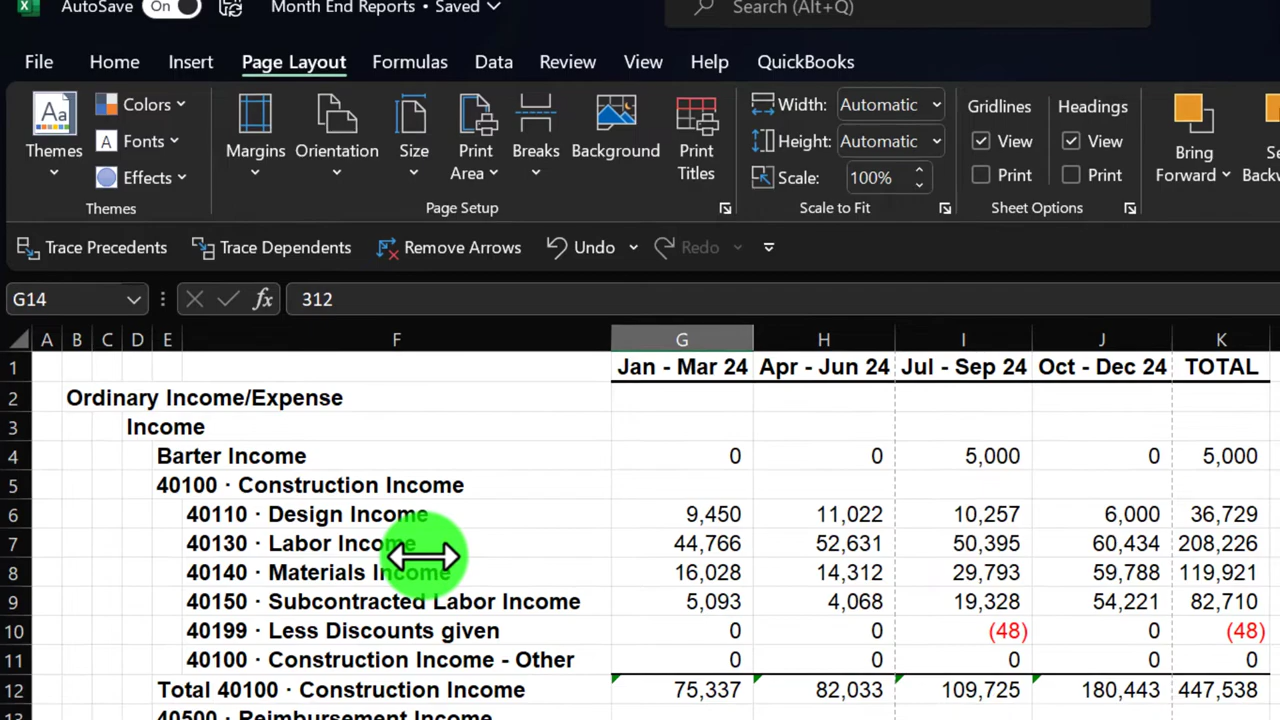 AutoSave On Month End Reports • Saved Search (Alt+Q)
File Home Insert Page Layout Formulas Data Review View Help QuickBooks
Aa Themes Colors A Fonts Effects Margins Orientation Size Print Area Breaks Background Print Titles Width: Automatic Height: Automatic Scale: 100% Gridlines View Print Headings View Print Bring Forward
Themes Page Setup Scale to Fit Sheet Options
Trace Precedents Trace Dependents Remove Arrows Undo Redo
G14 fx 312
A B C D E F G H I J K
1 Jan - Mar 24 Apr - Jun 24 Jul - Sep 24 Oct - Dec 24 TOTAL
2 Ordinary Income/Expense
3 Income
4 Barter Income 0 0 5,000 0 5,000
5 40100 · Construction Income
6 40110 · Design Income 9,450 11,022 10,257 6,000 36,729
7 40130 · Labor Income 44,766 52,631 50,395 60,434 208,226
8 40140 · Materials Income 16,028 14,312 29,793 59,788 119,921
9 40150 · Subcontracted Labor Income 5,093 4,068 19,328 54,221 82,710
10 40199 · Less Discounts given 0 0 (48) 0 (48)
11 40100 · Construction Income - Other 0 0 0 0 0
12 Total 40100 · Construction Income 75,337 82,033 109,725 180,443 447,538
13 40500 · Reimbursement Income